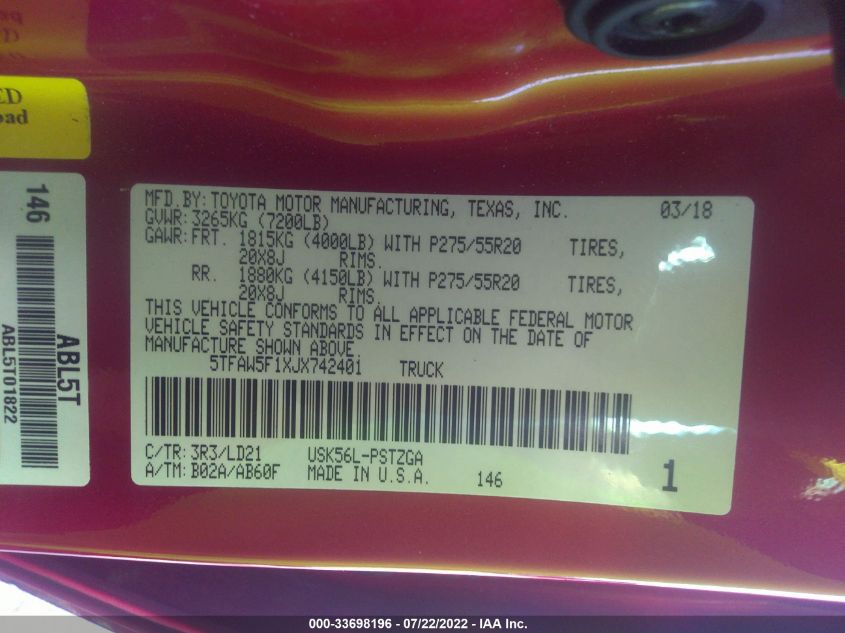 ED
oad
146
ABL5T
ABL5T01822
MFD.BY:TOYOTA MOTOR MANUFACTURING, TEXAS, INC. 03/18
GVWR:3265KG (7200LB)
GAWR:FRT. 1815KG (4000LB) WITH P275/55R20 TIRES,
20X8J RIMS.
RR. 1880KG (4150LB) WITH P275/55R20 TIRES,
20X8J RIMS.
THIS VEHICLE CONFORMS TO ALL APPLICABLE FEDERAL MOTOR
VEHICLE SAFETY STANDARDS IN EFFECT ON THE DATE OF
MANUFACTURE SHOWN ABOVE.
5TFAW5F1XJX742401 TRUCK
C/TR:3R3/LD21 USK56L-PSTZGA
A/TM:B02A/AB60F MADE IN U.S.A. 146 1
000-33698196 - 07/22/2022 - IAA Inc.